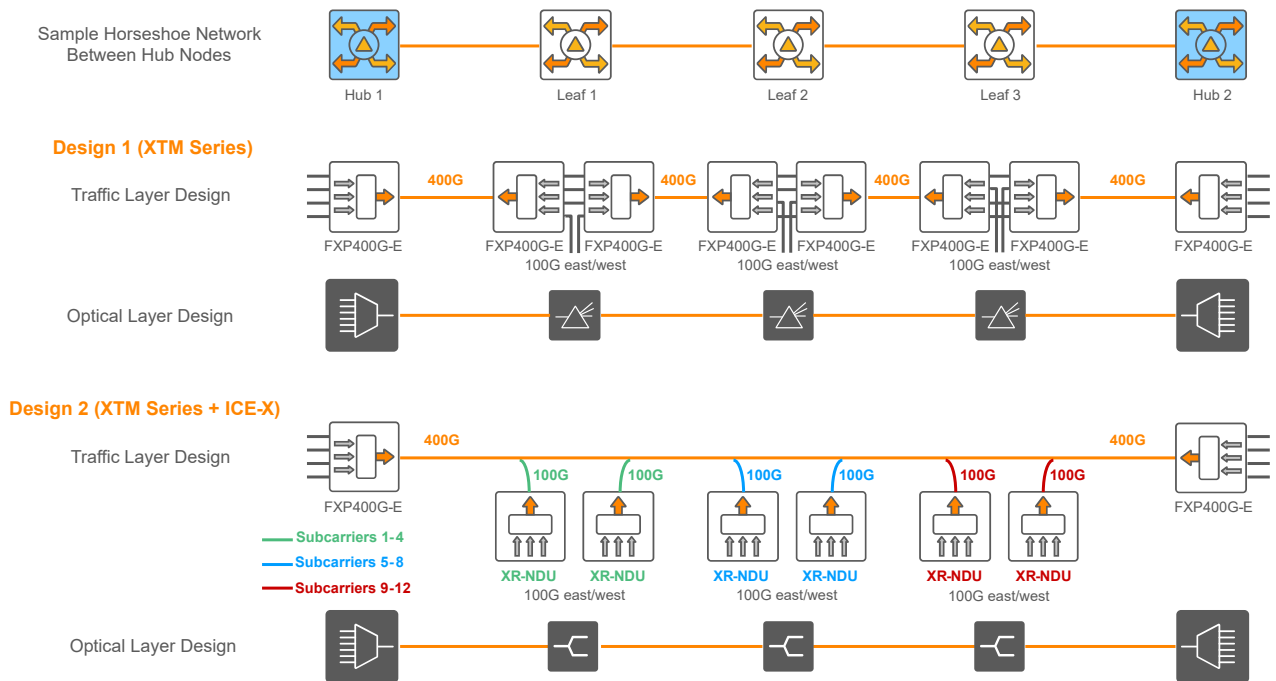 Sample Horseshoe Network
Between Hub Nodes
Hub 1
Leaf 1
Leaf 2
Leaf 3
Hub 2
Design 1 (XTM Series)
Traffic Layer Design
400G
400G
400G
400G
FXP400G-E
FXP400G-E
FXP400G-E
FXP400G-E
FXP400G-E
FXP400G-E
FXP400G-E
FXP400G-E
100G east/west
100G east/west
100G east/west
Optical Layer Design
Design 2 (XTM Series + ICE-X)
Traffic Layer Design
400G
400G
100G
100G
100G
100G
100G
100G
FXP400G-E
FXP400G-E
Subcarriers 1-4
Subcarriers 5-8
Subcarriers 9-12
XR-NDU
XR-NDU
XR-NDU
XR-NDU
XR-NDU
XR-NDU
100G east/west
100G east/west
100G east/west
Optical Layer Design